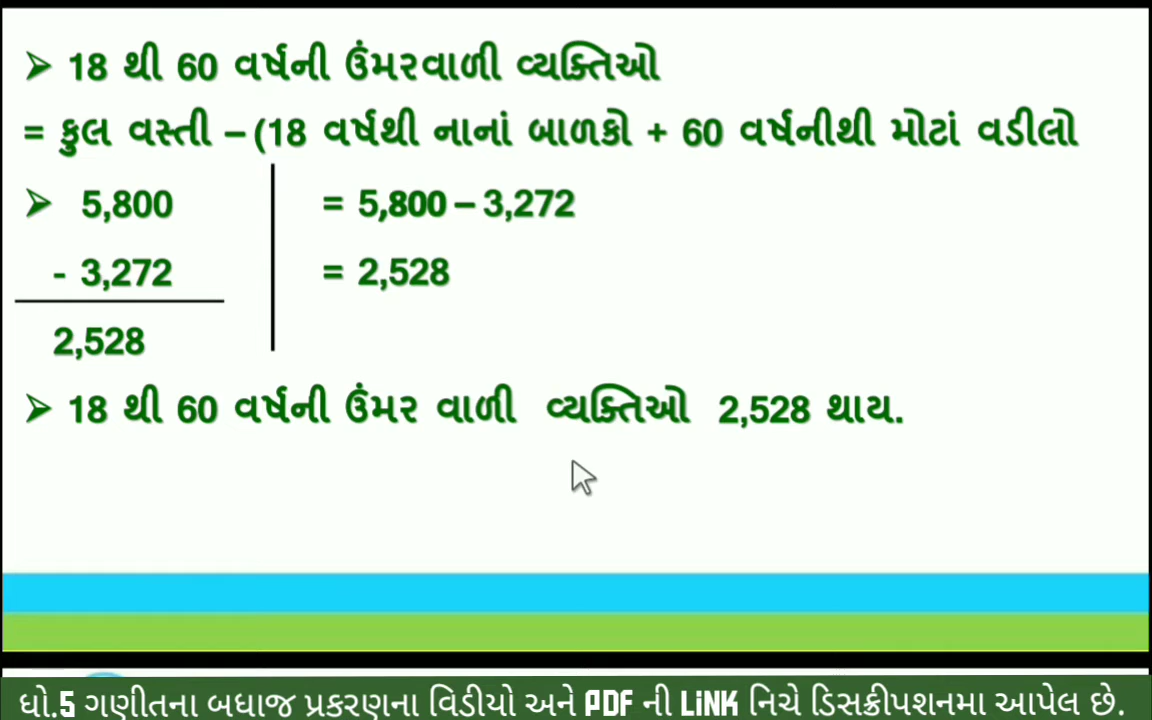 ➢ 18 થી 60 વર્ષની ઉંમરવાળી વ્યક્તિઓ
= કુલ વસ્તી – (18 વર્ષથી નાનાં બાળકો + 60 વર્ષનીથી મોટાં વડીલો
➢ 5,800
= 5,800 – 3,272
- 3,272
= 2,528
2,528
➢ 18 થી 60 વર્ષની ઉંમર વાળી વ્યક્તિઓ 2,528 થાય.
ધો.5 ગણીતના બધાજ પ્રકરણના વિડીયો અને PDF ની LiNK નિચે ડિસક્રીપશનમા આપેલ છે.